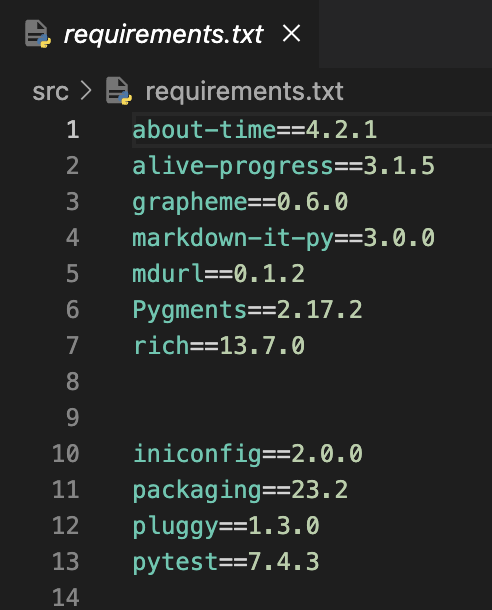 requirements.txt
src > requirements.txt
1 about-time==4.2.1
2 alive-progress==3.1.5
3 grapheme==0.6.0
4 markdown-it-py==3.0.0
5 mdurl==0.1.2
6 Pygments==2.17.2
7 rich==13.7.0
8
9
10 iniconfig==2.0.0
11 packaging==23.2
12 pluggy==1.3.0
13 pytest==7.4.3
14